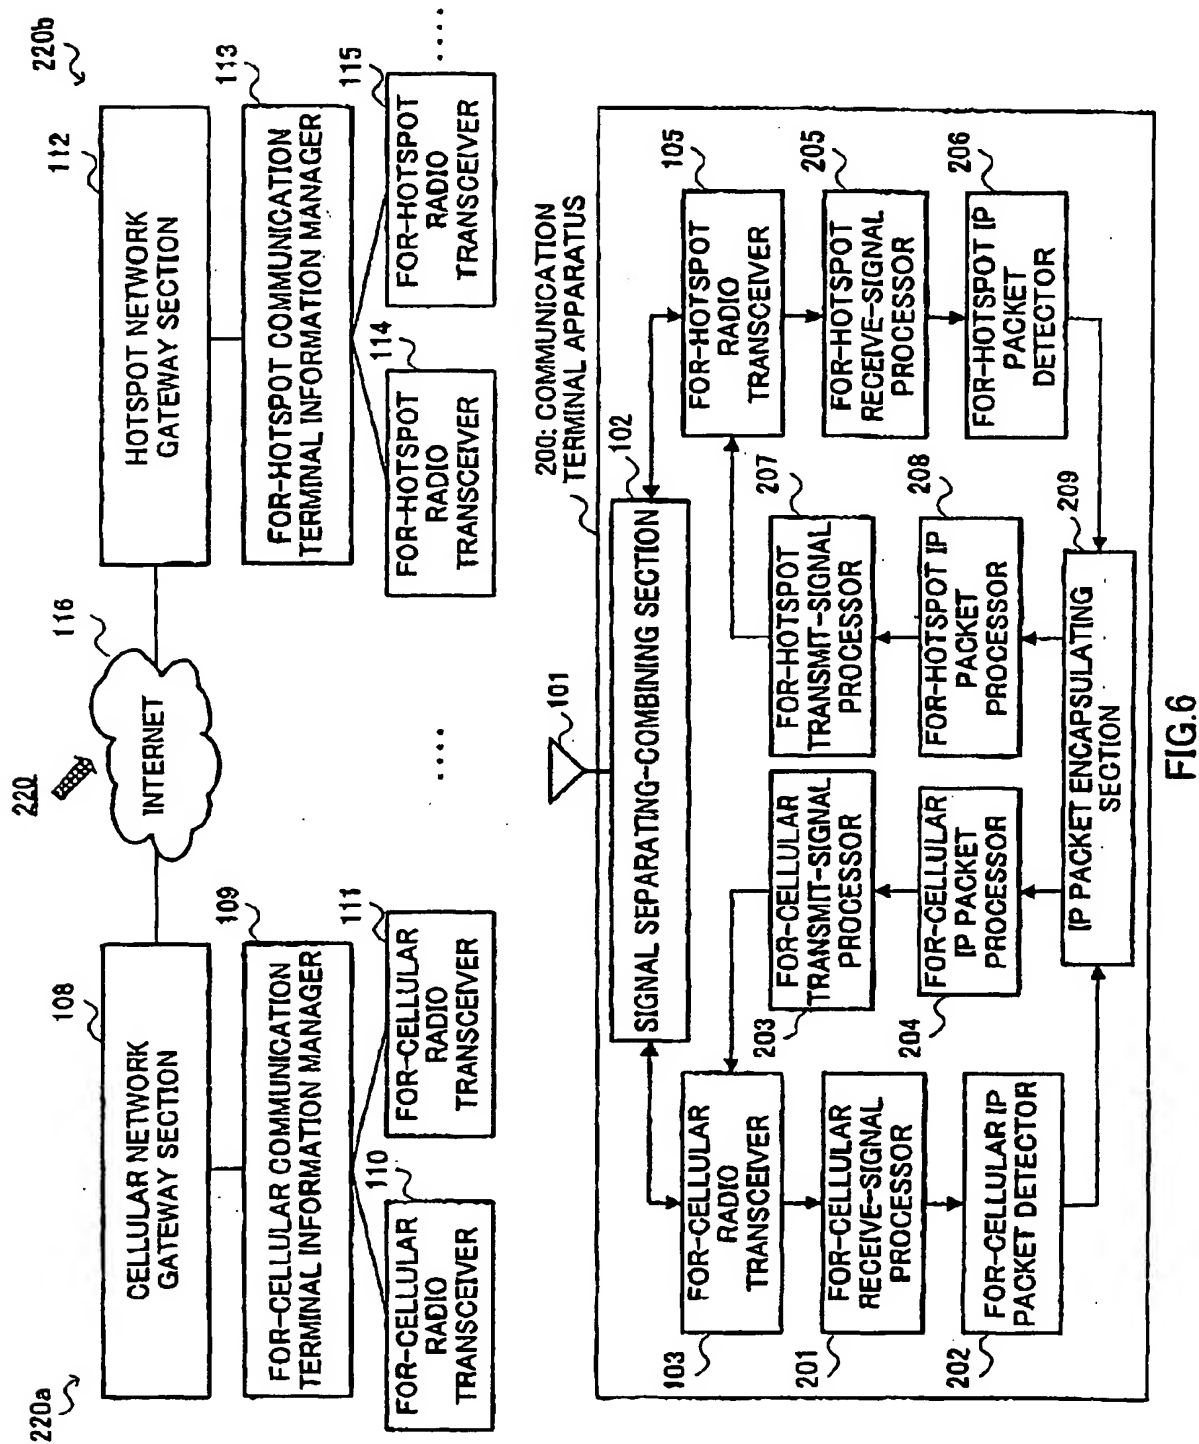 220
220a
220b
116
INTERNET
108
CELLULAR NETWORK
GATEWAY SECTION
112
HOTSPOT NETWORK
GATEWAY SECTION
109
FOR-CELLULAR COMMUNICATION
TERMINAL INFORMATION MANAGER
113
FOR-HOTSPOT COMMUNICATION
TERMINAL INFORMATION MANAGER
110
FOR-CELLULAR
RADIO
TRANSCEIVER
111
FOR-CELLULAR
RADIO
TRANSCEIVER
....
114
FOR-HOTSPOT
RADIO
TRANSCEIVER
115
FOR-HOTSPOT
RADIO
TRANSCEIVER
....
101
200: COMMUNICATION
TERMINAL APPARATUS
102
SIGNAL SEPARATING-COMBINING SECTION
103
FOR-CELLULAR
RADIO
TRANSCEIVER
105
FOR-HOTSPOT
RADIO
TRANSCEIVER
201
FOR-CELLULAR
RECEIVE-SIGNAL
PROCESSOR
203
FOR-CELLULAR
TRANSMIT-SIGNAL
PROCESSOR
207
FOR-HOTSPOT
TRANSMIT-SIGNAL
PROCESSOR
205
FOR-HOTSPOT
RECEIVE-SIGNAL
PROCESSOR
202
FOR-CELLULAR IP
PACKET DETECTOR
204
FOR-CELLULAR
IP PACKET
PROCESSOR
208
FOR-HOTSPOT IP
PACKET
PROCESSOR
206
FOR-HOTSPOT IP
PACKET
DETECTOR
209
IP PACKET ENCAPSULATING
SECTION
FIG.6